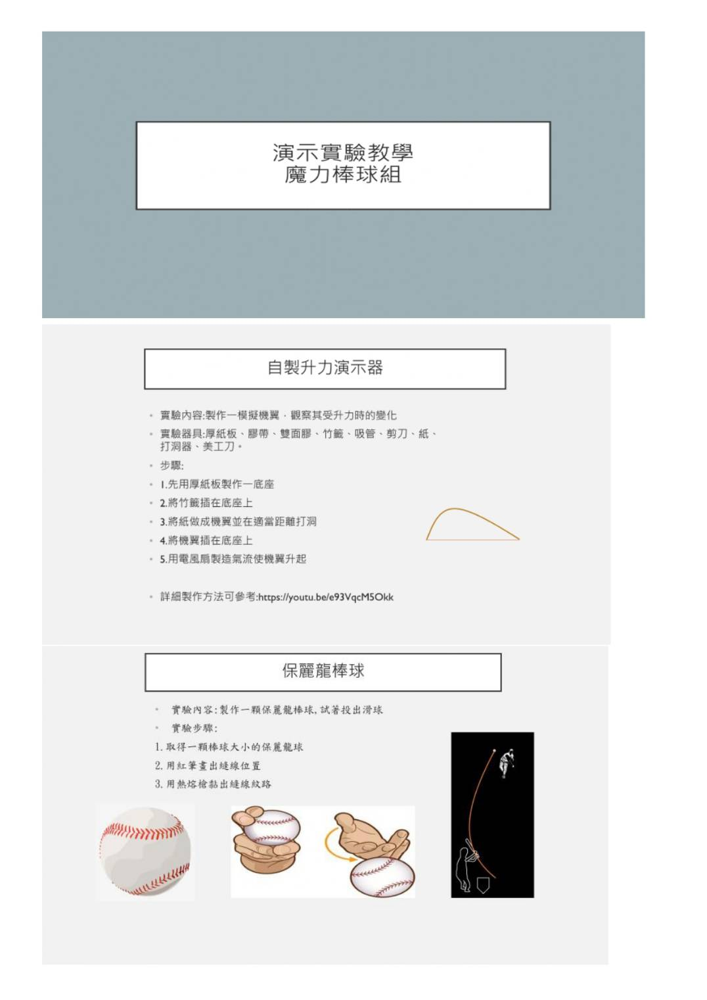 演示實驗教學
魔力棒球組
自製升力演示器
• 實驗內容:製作一模擬機翼，觀察其受升力時的變化
• 實驗器具:厚紙板、膠帶、雙面膠、竹籤、吸管、剪刀、紙、
打洞器、美工刀。
• 步驟:
• 1.先用厚紙板製作一底座
• 2.將竹籤插在底座上
• 3.將紙做成機翼並在適當距離打洞
• 4.將機翼插在底座上
• 5.用電風扇製造氣流使機翼升起
• 詳細製作方法可參考:https://youtu.be/e93VqcM5Okk
保麗龍棒球
• 實驗內容:製作一顆保麗龍棒球,試著投出滑球
• 實驗步驟:
1. 取得一顆棒球大小的保麗龍球
2. 用紅筆畫出縫線位置
3. 用熱熔槍黏出縫線紋路